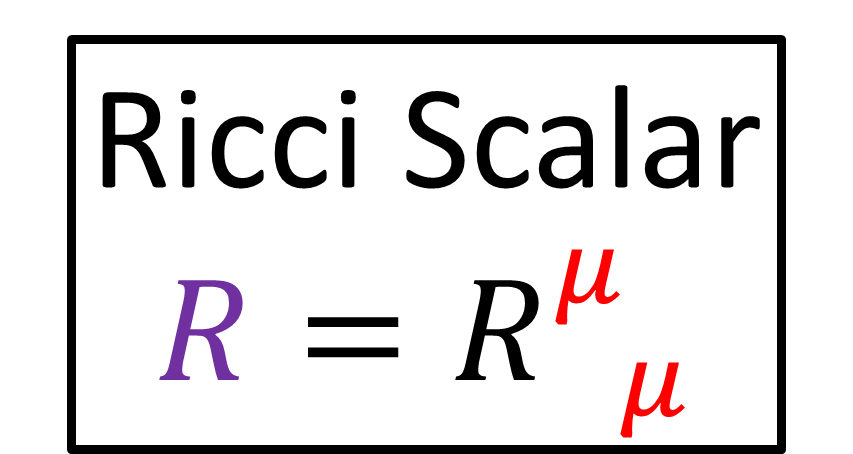 Ricci Scalar
R = R^μ_μ